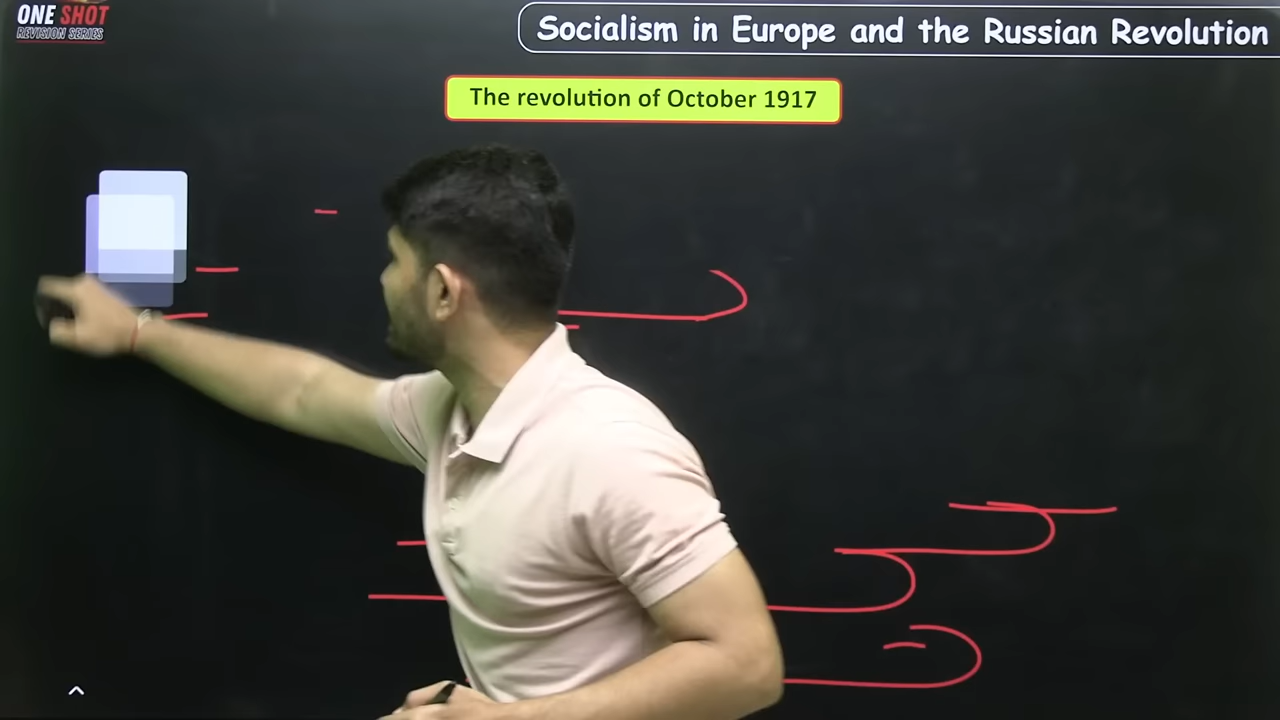 ONE SHOT
REVISION SERIES
Socialism in Europe and the Russian Revolution
The revolution of October 1917